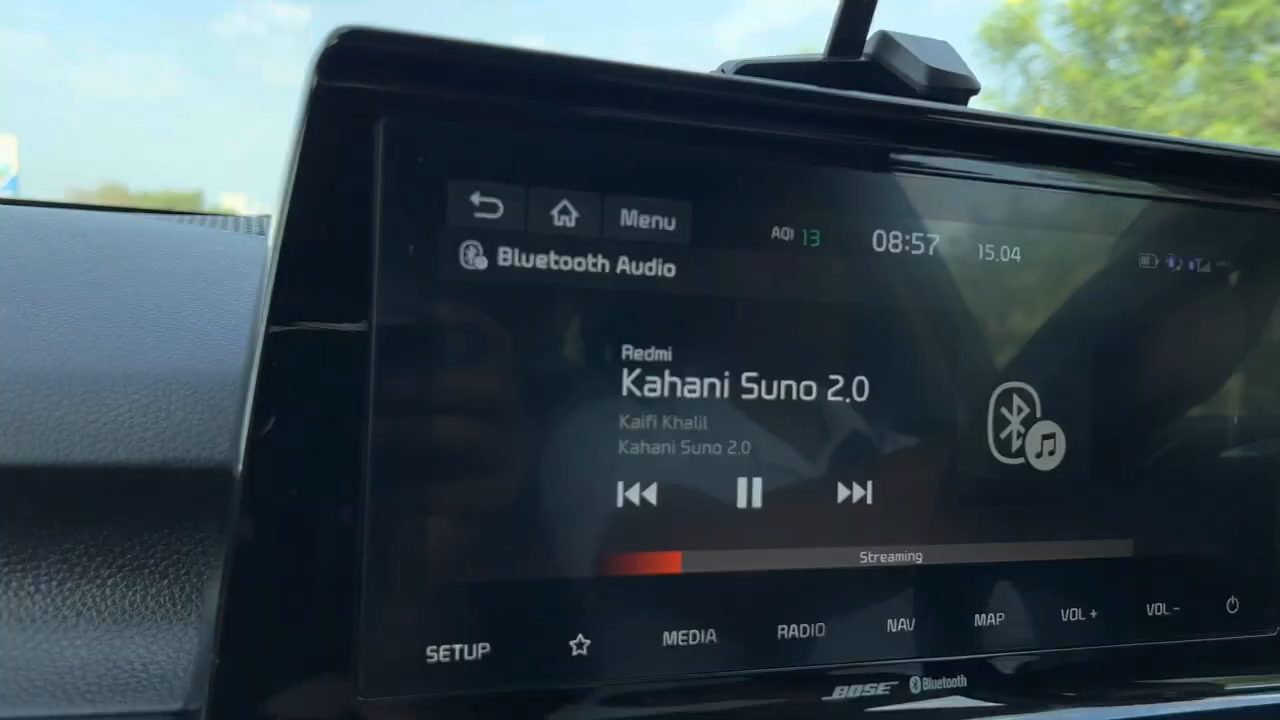 Menu
AQI 13
08:57
15.04
Bluetooth Audio
Redmi
Kahani Suno 2.0
Kaifi Khalil
Kahani Suno 2.0
Streaming
SETUP
MEDIA
RADIO
NAV
MAP
VOL +
VOL -
BOSE
Bluetooth